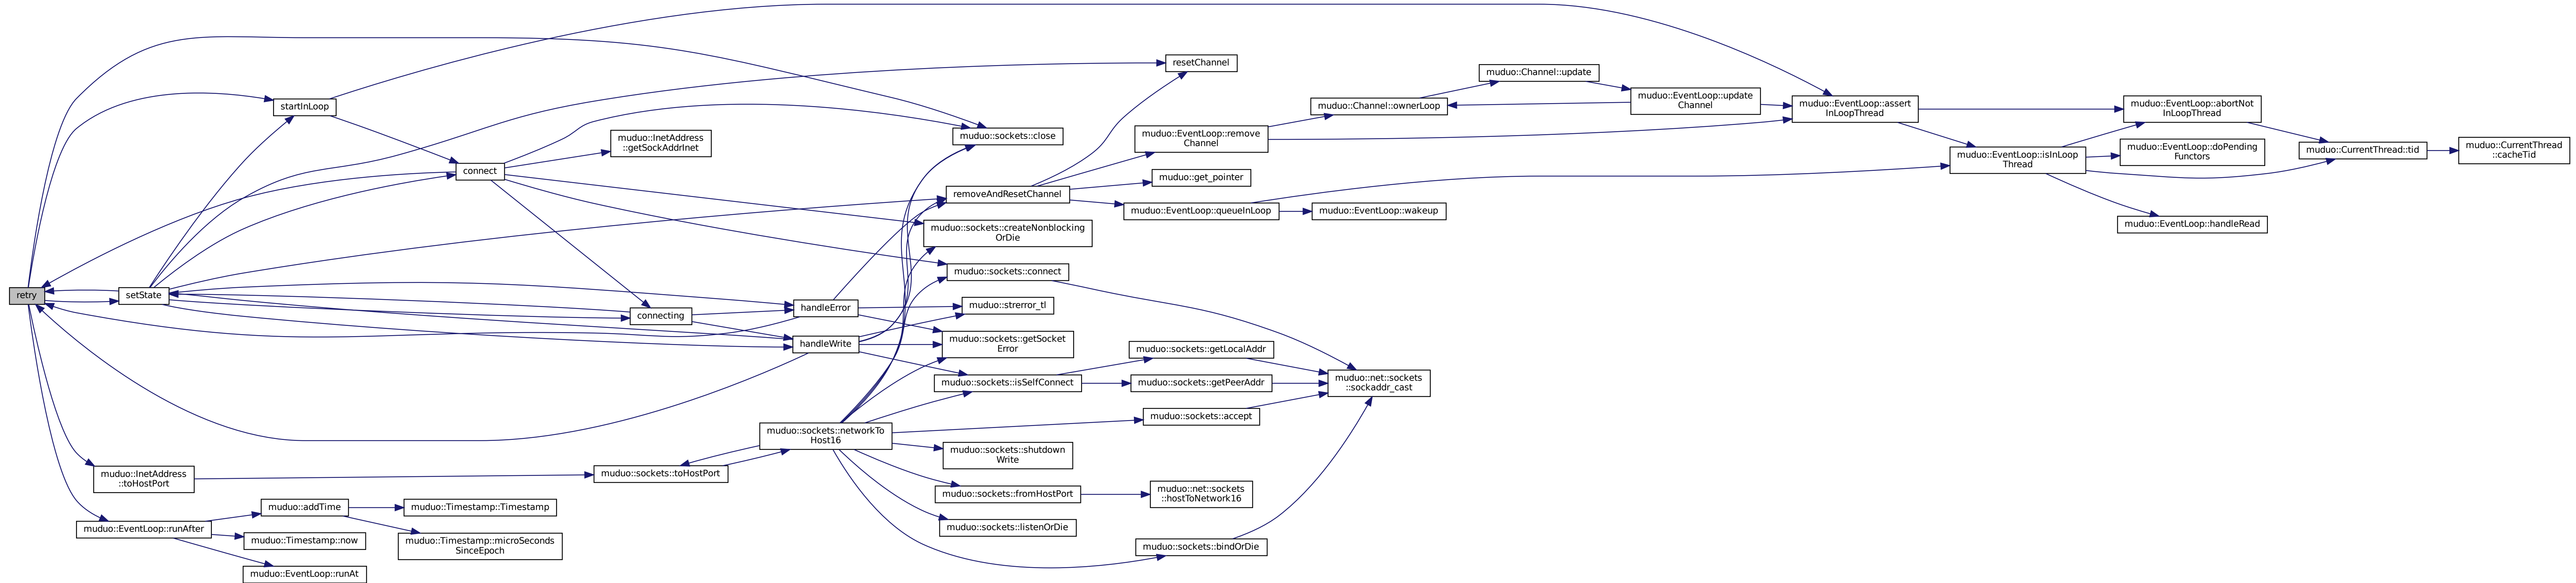 retry
setState
startInLoop
connect
muduo::InetAddress
::getSockAddrInet
connecting
handleError
handleWrite
muduo::InetAddress
::toHostPort
muduo::sockets::toHostPort
muduo::sockets::networkTo
Host16
muduo::EventLoop::runAfter
muduo::addTime
muduo::Timestamp::now
muduo::EventLoop::runAt
muduo::Timestamp::Timestamp
muduo::Timestamp::microSeconds
SinceEpoch
resetChannel
muduo::sockets::close
removeAndResetChannel
muduo::sockets::createNonblocking
OrDie
muduo::sockets::connect
muduo::strerror_tl
muduo::sockets::getSocket
Error
muduo::sockets::isSelfConnect
muduo::sockets::shutdown
Write
muduo::sockets::fromHostPort
muduo::sockets::listenOrDie
muduo::EventLoop::remove
Channel
muduo::get_pointer
muduo::EventLoop::queueInLoop
muduo::EventLoop::wakeup
muduo::sockets::getLocalAddr
muduo::sockets::getPeerAddr
muduo::sockets::accept
muduo::net::sockets
::hostToNetwork16
muduo::sockets::bindOrDie
muduo::net::sockets
::sockaddr_cast
muduo::Channel::ownerLoop
muduo::Channel::update
muduo::EventLoop::update
Channel
muduo::EventLoop::assert
InLoopThread
muduo::EventLoop::isInLoop
Thread
muduo::EventLoop::abortNot
InLoopThread
muduo::EventLoop::doPending
Functors
muduo::EventLoop::handleRead
muduo::CurrentThread::tid
muduo::CurrentThread
::cacheTid